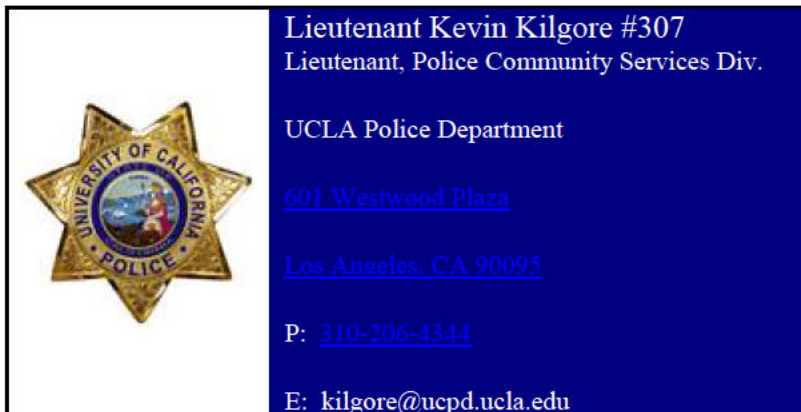 Lieutenant Kevin Kilgore #307
Lieutenant, Police Community Services Div.
UCLA Police Department
601 Westwood Plaza
Los Angeles, CA 90095
P: 310-206-4344
E: kilgore@ucpd.ucla.edu
UNIVERSITY OF CALIFORNIA
POLICE